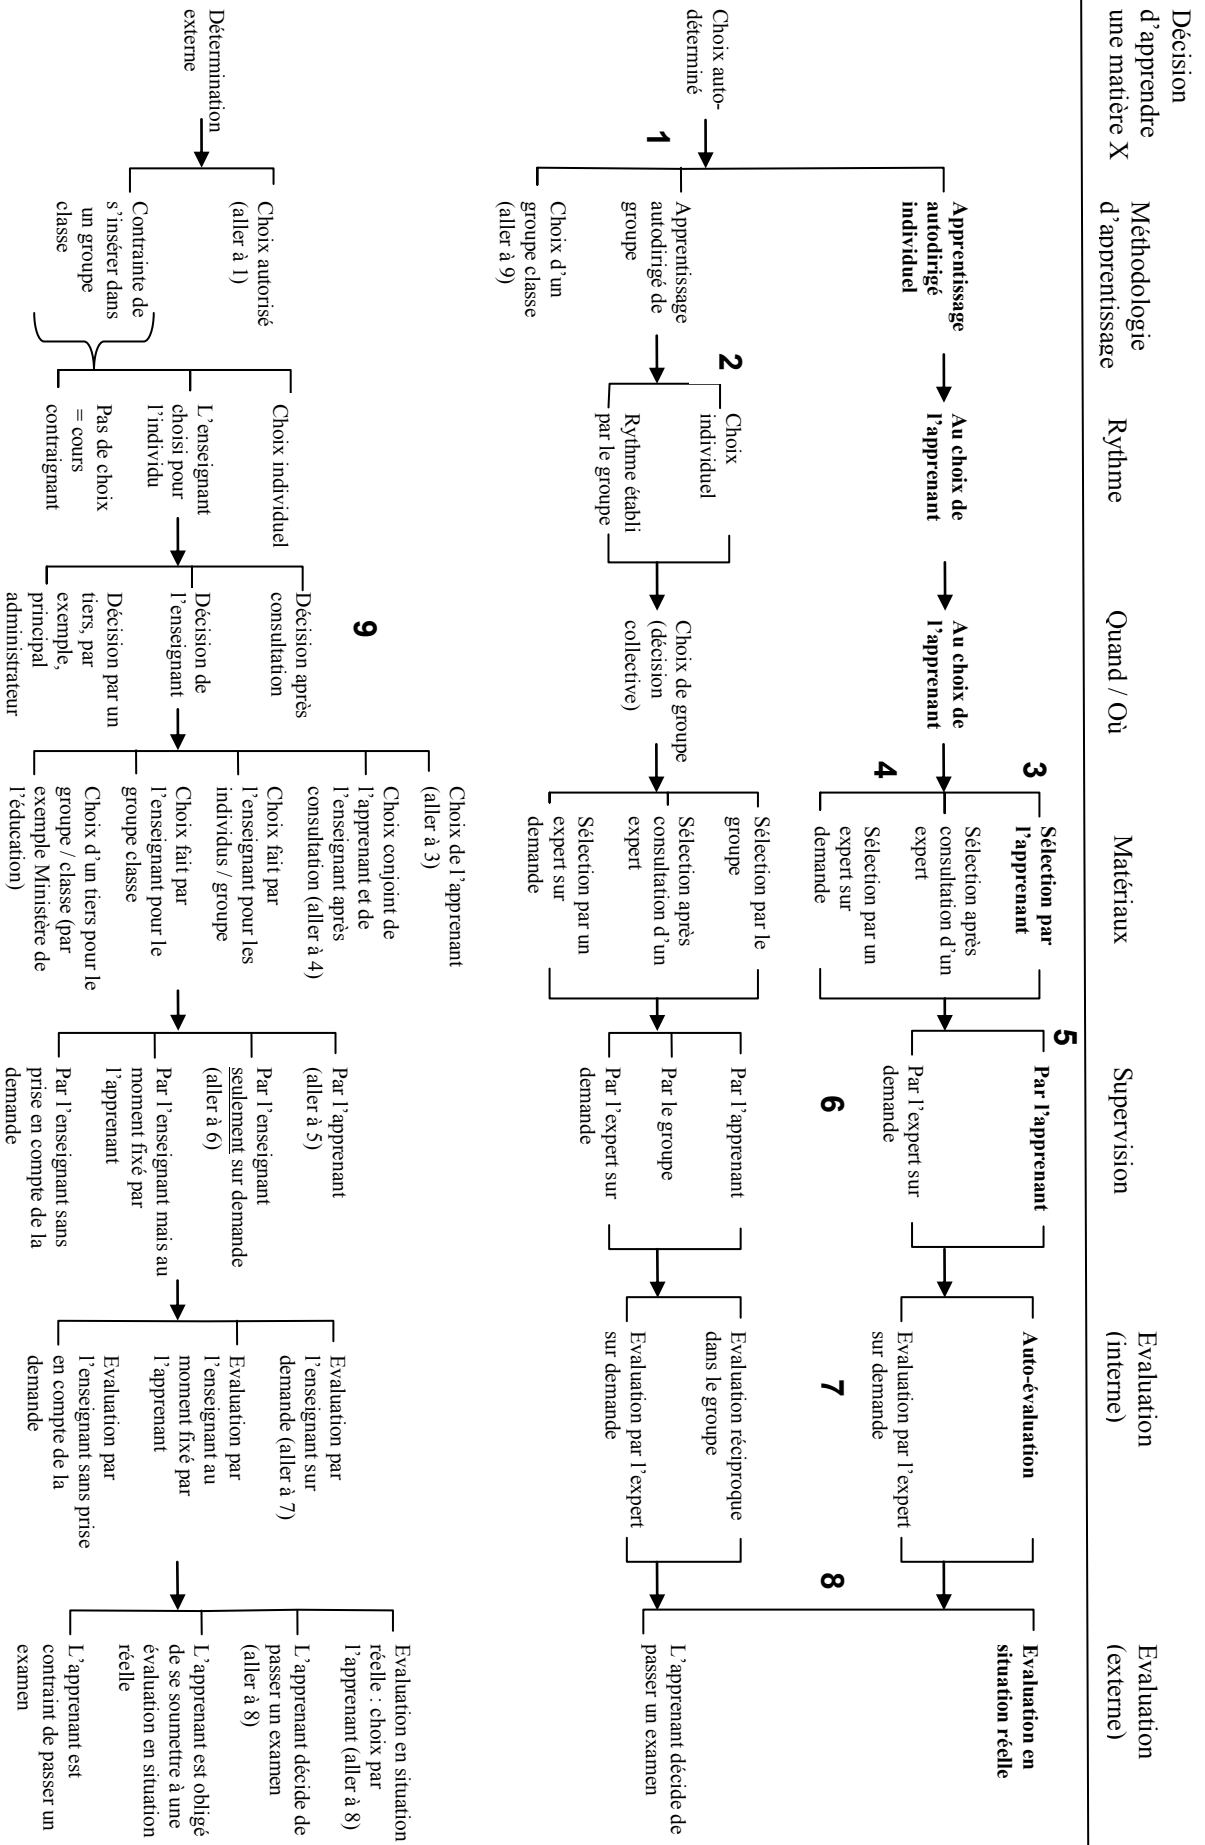 Décision
d'apprendre
une matière X
Méthodologie
d'apprentissage
Rythme
Quand / Où
Matériaux
Supervision
Evaluation
(interne)
Evaluation
(externe)
Choix auto-
déterminé
1
Apprentissage
autodirigé
individuel
Au choix de
l'apprenant
Au choix de
l'apprenant
3
4
Sélection par
l'apprenant
Sélection après
consultation d'un
expert
Sélection par un
expert sur
demande
5
Par l'apprenant
Par l'expert sur
demande
6
Auto-évaluation
Evaluation par l'expert
sur demande
7
8
Evaluation en
situation réelle
L'apprenant décide de
passer un examen
Apprentissage
autodirigé de
groupe
2
Choix
individuel
Rythme établi
par le groupe
Choix de groupe
(décision
collective)
Sélection par le
groupe
Sélection après
consultation d'un
expert
Sélection par un
expert sur
demande
Par l'apprenant
Par le groupe
Par l'expert sur
demande
Evaluation réciproque
dans le groupe
Evaluation par l'expert
sur demande
Choix d'un
groupe classe
(aller à 9)
Détermination
externe
Choix autorisé
(aller à 1)
Contrainte de
s'insérer dans
un groupe
classe
Choix individuel
L'enseignant
choisi pour
l'individu
Pas de choix
= cours
contraignant
9
Décision après
consultation
Décision de
l'enseignant
Décision par un
tiers, par
exemple,
principal
administrateur
Choix de l'apprenant
(aller à 3)
Choix conjoint de
l'apprenant et de
l'enseignant après
consultation (aller à 4)
Choix fait par
l'enseignant pour les
individus / groupe
Choix fait par
l'enseignant pour le
groupe classe
Choix d'un tiers pour le
groupe / classe (par
exemple Ministère de
l'éducation)
Par l'apprenant
(aller à 5)
Par l'enseignant
seulement sur demande
(aller à 6)
Par l'enseignant mais au
moment fixé par
l'apprenant
Par l'enseignant sans
prise en compte de la
demande
Evaluation par
l'enseignant sur
demande (aller à 7)
Evaluation par
l'enseignant au
moment fixé par
l'apprenant
Evaluation par
l'enseignant sans prise
en compte de la
demande
Evaluation en situation
réelle : choix par
l'apprenant (aller à 8)
L'apprenant décide de
passer un examen
(aller à 8)
L'apprenant est obligé
de se soumettre à une
évaluation en situation
réelle
L'apprenant est
contraint de passer un
examen